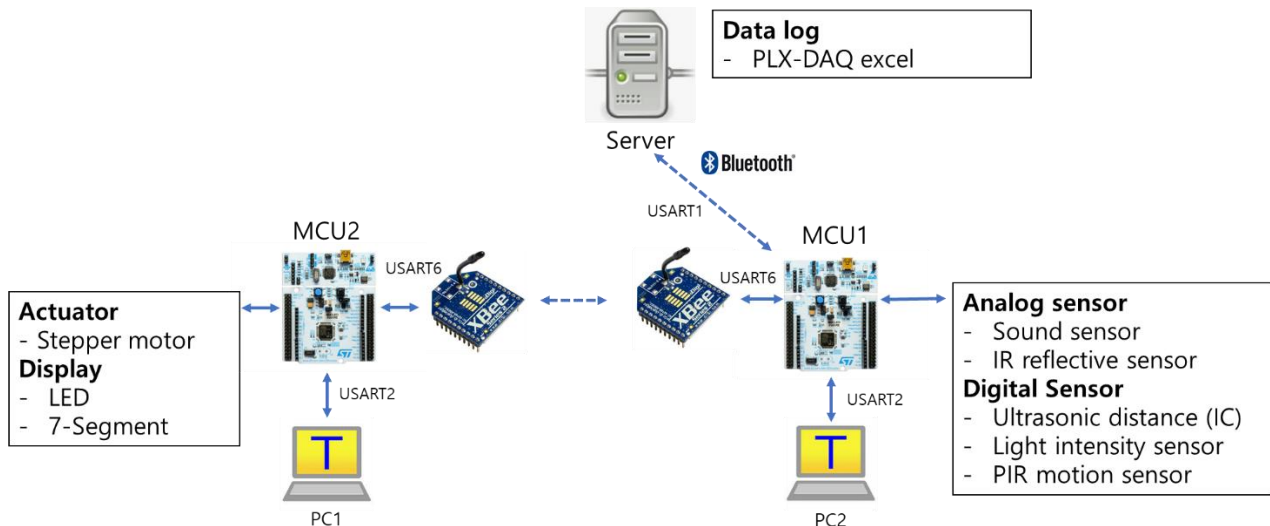 Data log
- PLX-DAQ excel
Server
Bluetooth®
USART1
MCU2
MCU1
USART6
USART6
XBee
XBee
Actuator
- Stepper motor
Display
- LED
- 7-Segment
Analog sensor
- Sound sensor
- IR reflective sensor
Digital Sensor
- Ultrasonic distance (IC)
- Light intensity sensor
- PIR motion sensor
USART2
USART2
T
T
PC1
PC2